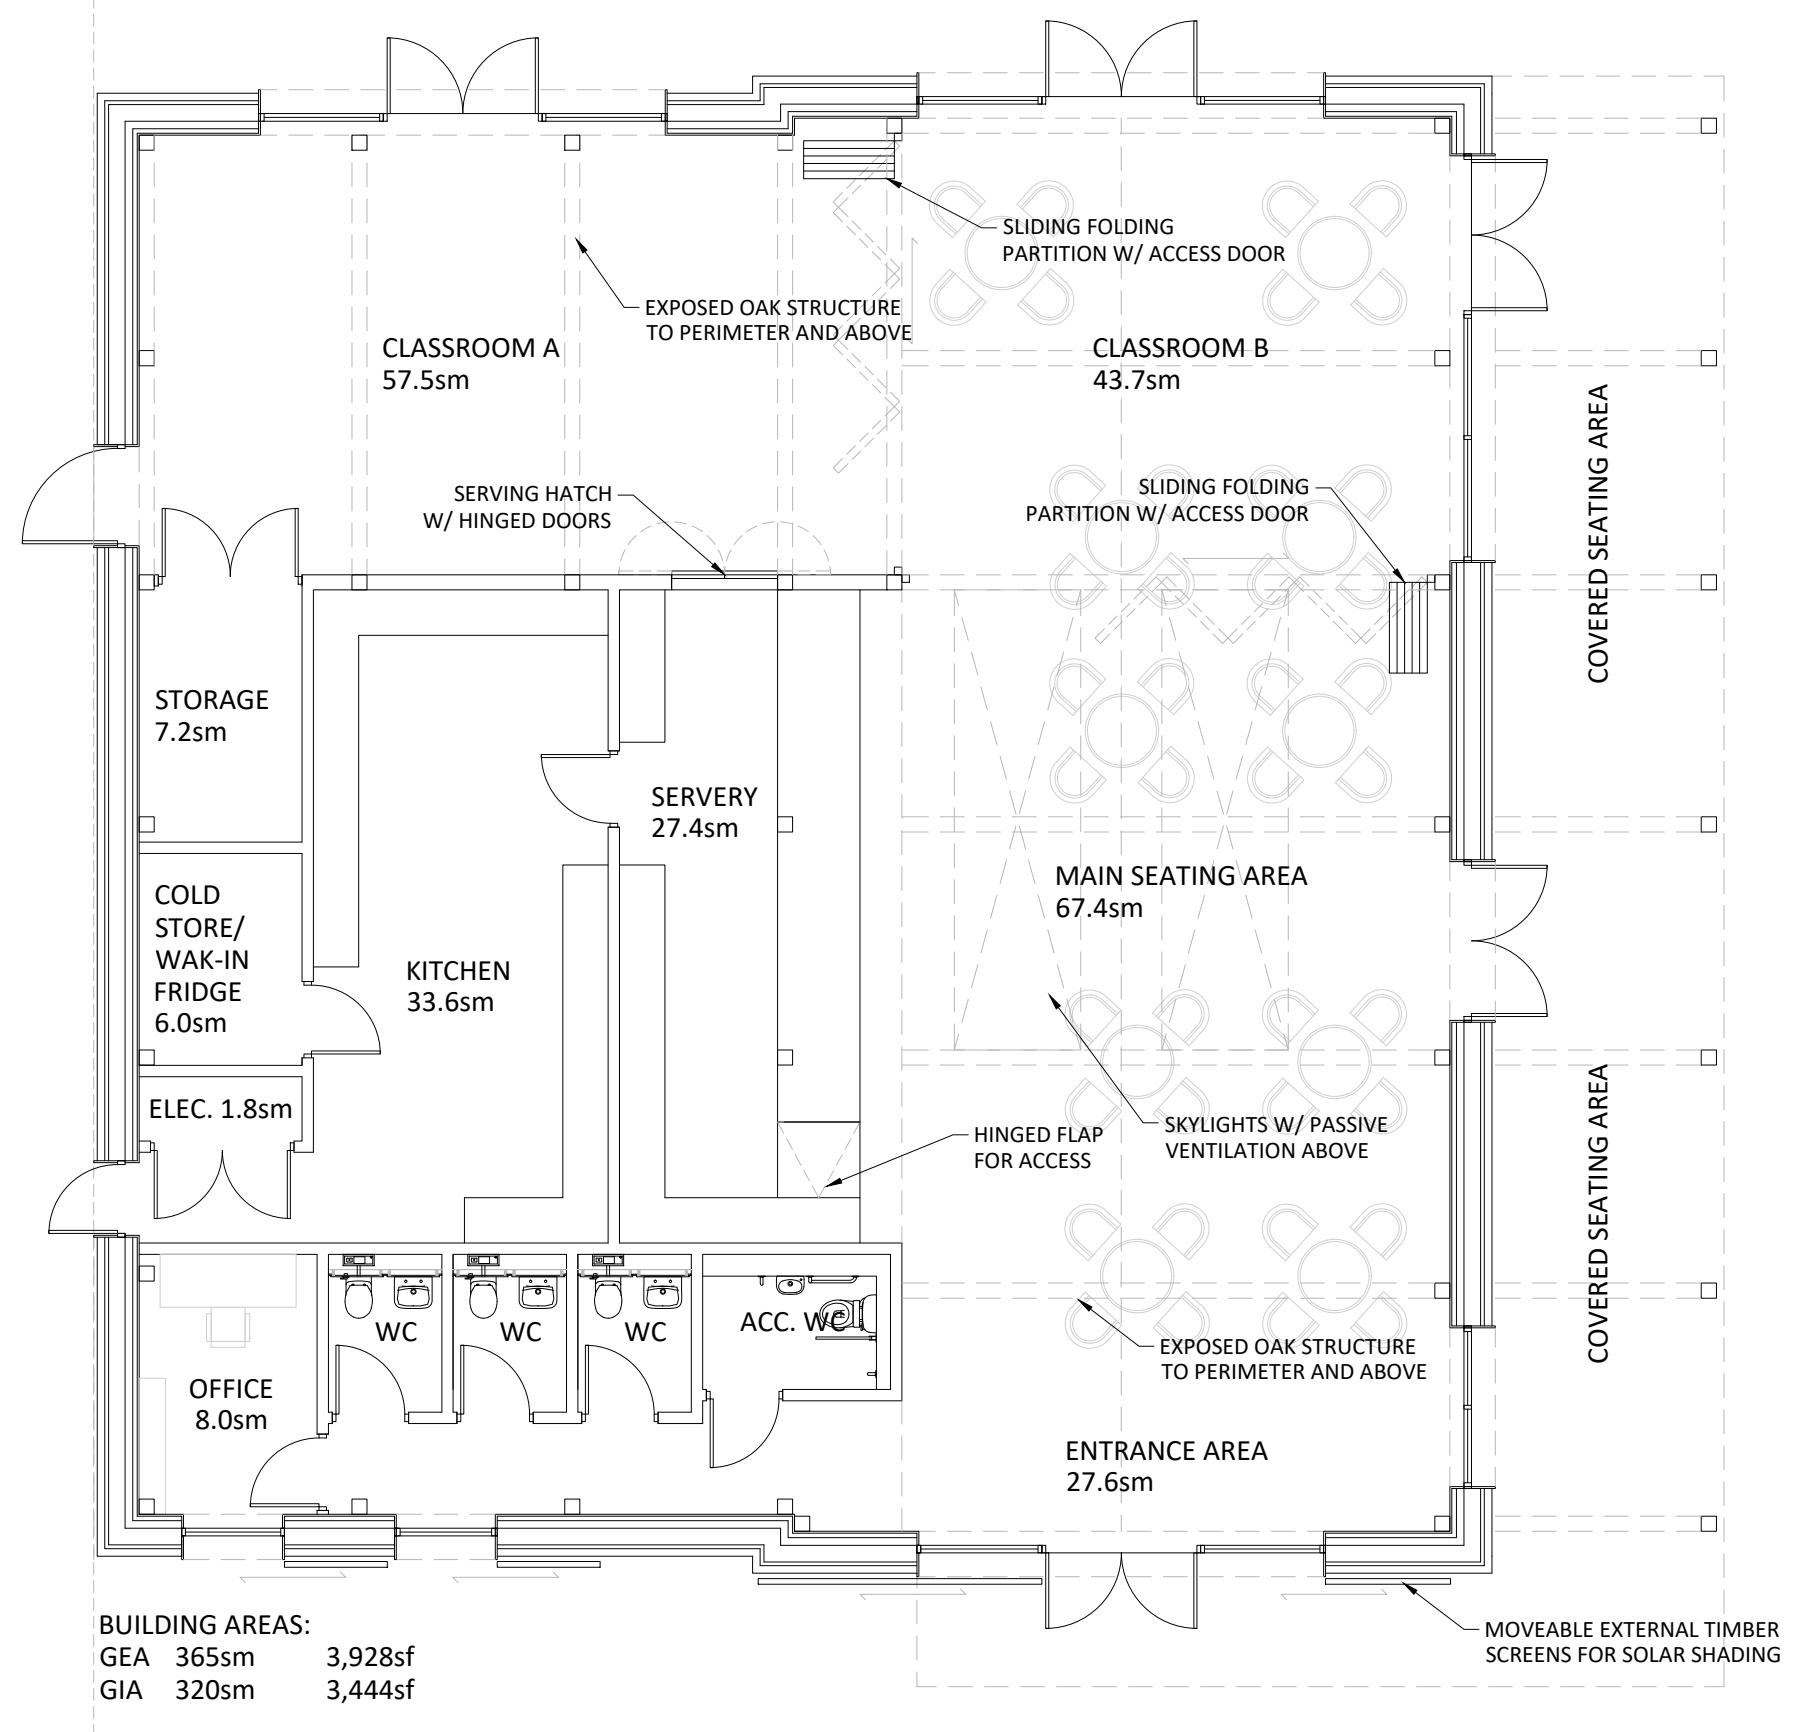 SLIDING FOLDING
PARTITION W/ ACCESS DOOR
EXPOSED OAK STRUCTURE
TO PERIMETER AND ABOVE
CLASSROOM A
57.5sm
CLASSROOM B
43.7sm
COVERED SEATING AREA
SERVING HATCH
W/ HINGED DOORS
SLIDING FOLDING
PARTITION W/ ACCESS DOOR
STORAGE
7.2sm
SERVERY
27.4sm
MAIN SEATING AREA
67.4sm
COLD
STORE/
WAK-IN
FRIDGE
6.0sm
KITCHEN
33.6sm
ELEC. 1.8sm
HINGED FLAP
FOR ACCESS
SKYLIGHTS W/ PASSIVE
VENTILATION ABOVE
COVERED SEATING AREA
WC
WC
WC
ACC. WC
EXPOSED OAK STRUCTURE
TO PERIMETER AND ABOVE
OFFICE
8.0sm
ENTRANCE AREA
27.6sm
BUILDING AREAS:
GEA 365sm 3,928sf
GIA 320sm 3,444sf
MOVEABLE EXTERNAL TIMBER
SCREENS FOR SOLAR SHADING